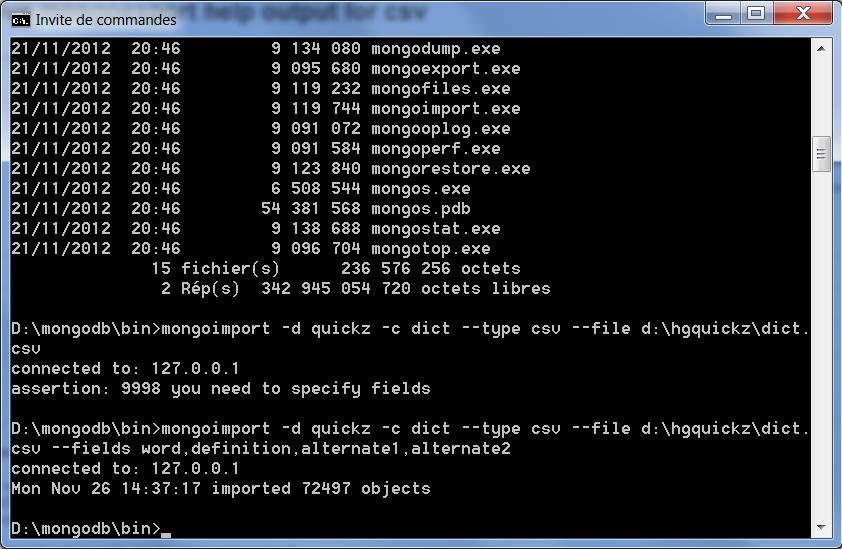 help output for csv
Invite de commandes
21/11/2012  20:46         9 134 080 mongodump.exe
21/11/2012  20:46         9 095 680 mongoexport.exe
21/11/2012  20:46         9 119 232 mongofiles.exe
21/11/2012  20:46         9 119 744 mongoimport.exe
21/11/2012  20:46         9 091 072 mongooplog.exe
21/11/2012  20:46         9 091 584 mongoperf.exe
21/11/2012  20:46         9 123 840 mongorestore.exe
21/11/2012  20:46         6 508 544 mongos.exe
21/11/2012  20:46        54 381 568 mongos.pdb
21/11/2012  20:46         9 138 688 mongostat.exe
21/11/2012  20:46         9 096 704 mongotop.exe
15 fichier(s)      236 576 256 octets
2 Rép(s)  342 945 054 720 octets libres
D:\mongodb\bin>mongoimport -d quickz -c dict --type csv --file d:\hgquickz\dict.
csv
connected to: 127.0.0.1
assertion: 9998 you need to specify fields
D:\mongodb\bin>mongoimport -d quickz -c dict --type csv --file d:\hgquickz\dict.
csv --fields word,definition,alternate1,alternate2
connected to: 127.0.0.1
Mon Nov 26 14:37:17 imported 72497 objects
D:\mongodb\bin>_